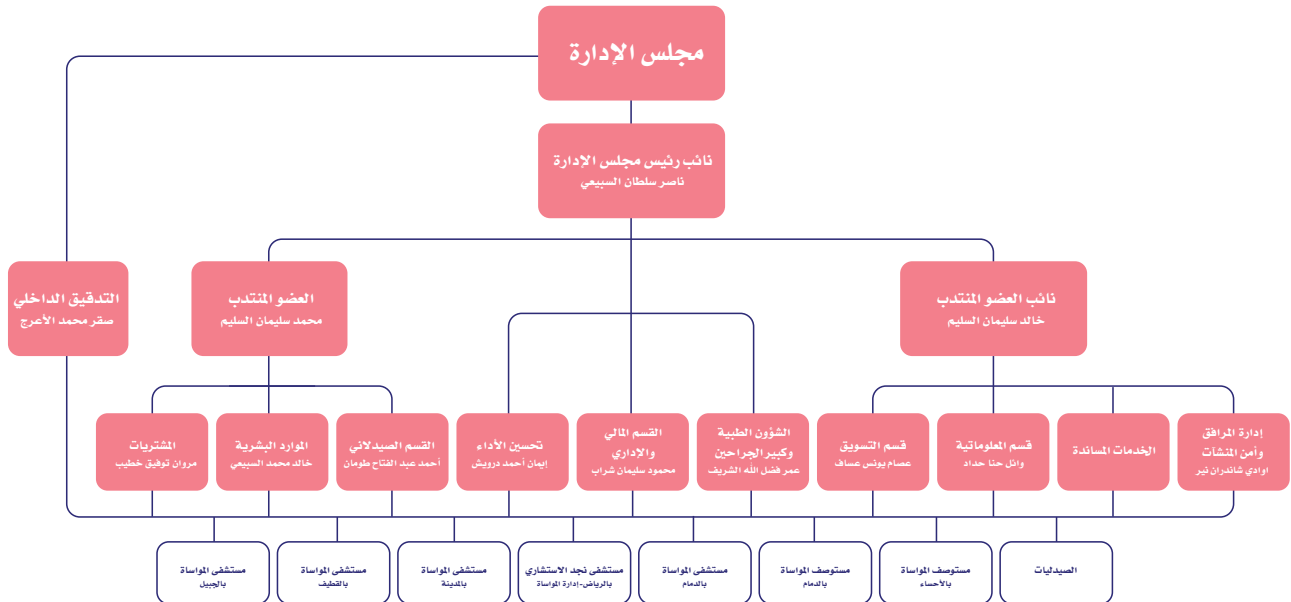 مجلس الإدارة
نائب رئيس مجلس الإدارة
ناصر سلطان السبيعي
نائب العضو المنتدب
خالد سليمان السليم
العضو المنتدب
محمد سليمان السليم
التدقيق الداخلي
صقر محمد الأعرج
إدارة المرافق
وأمن المنشآت
اوادي شاندران نير
الخدمات المساندة
قسم المعلوماتية
وائل حنا حداد
قسم التسويق
عصام يونس عساف
الشؤون الطبية
وكبير الجراحين
عمر فضل الله الشريف
القسم المالي
والإداري
محمود سليمان شراب
تحسين الأداء
إيمان أحمد درويش
القسم الصيدلاني
أحمد عبد الفتاح طومان
الموارد البشرية
خالد محمد السبيعي
المشتريات
مروان توفيق خطيب
الصيدليات
مستوصف المواساة
بالأحساء
مستوصف المواساة
بالدمام
مستشفى المواساة
بالدمام
مستشفى نجد الاستشاري
بالرياض-إدارة المواساة
مستشفى المواساة
بالمدينة
مستشفى المواساة
بالقطيف
مستشفى المواساة
بالجبيل